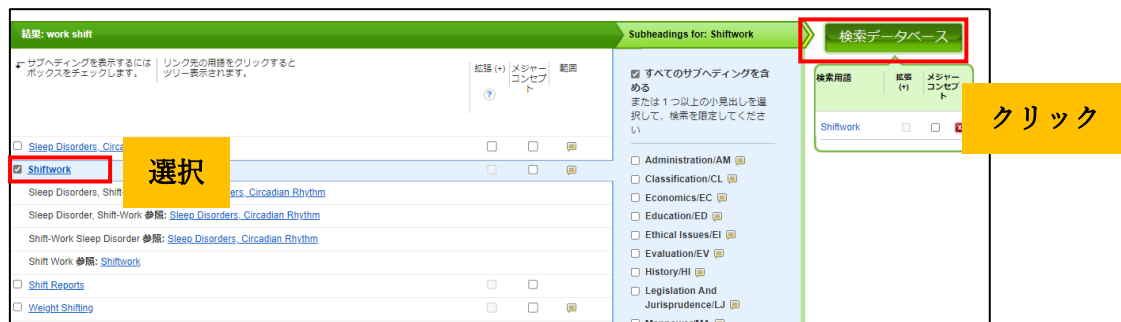 結果: work shift
Subheadings for: Shiftwork
検索データベース
サブヘディングを表示するには
ボックスをチェックします。
リンク先の用語をクリックすると
ツリー表示されます。
拡張 (+)
メジャー
コンセプ
ト
範囲
?
すべてのサブヘディングを含
める
または 1 つ以上の小見出しを選
択して、検索を限定してくださ
い
検索用語
拡張
(+)
メジャー
コンセプ
ト
Shiftwork
クリック
Sleep Disorders, Circa
Shiftwork
選択
Sleep Disorders, Shift-
ers, Circadian Rhythm
Sleep Disorder, Shift-Work 参照: Sleep Disorders, Circadian Rhythm
Shift-Work Sleep Disorder 参照: Sleep Disorders, Circadian Rhythm
Shift Work 参照: Shiftwork
Shift Reports
Weight Shifting
Administration/AM
Classification/CL
Economics/EC
Education/ED
Ethical Issues/EI
Evaluation/EV
History/HI
Legislation And
Jurisprudence/LJ